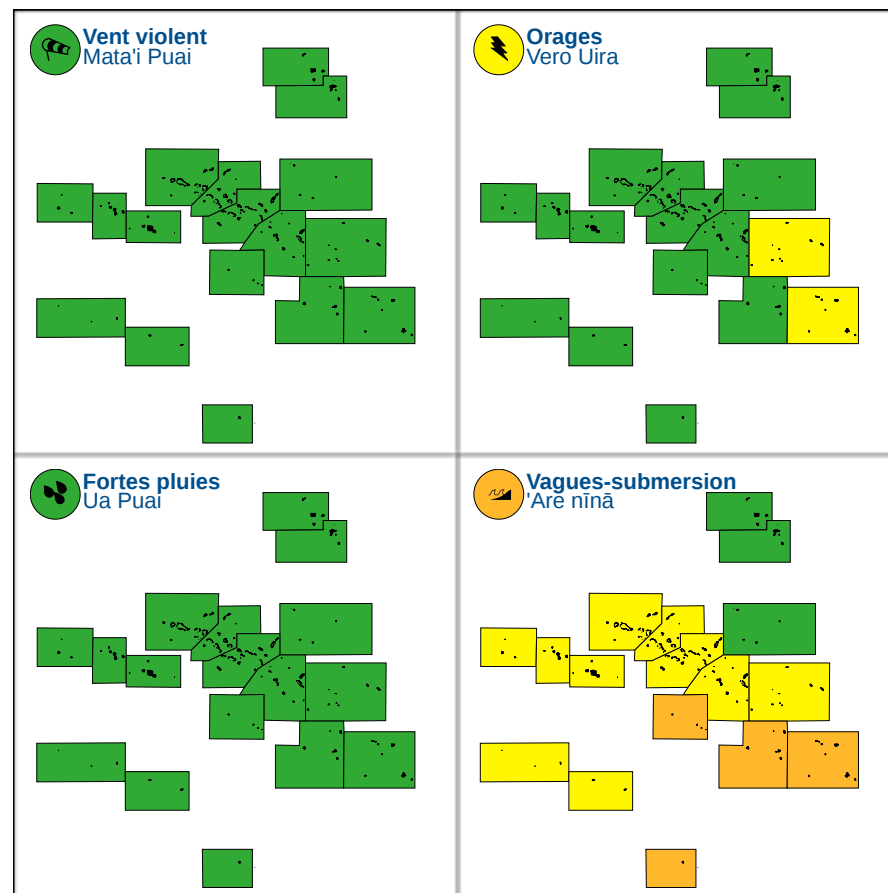 Vent violent
Mata'i Puai
Orages
Vero Uira
Fortes pluies
Ua Puai
Vagues-submersion
'Are nīnā